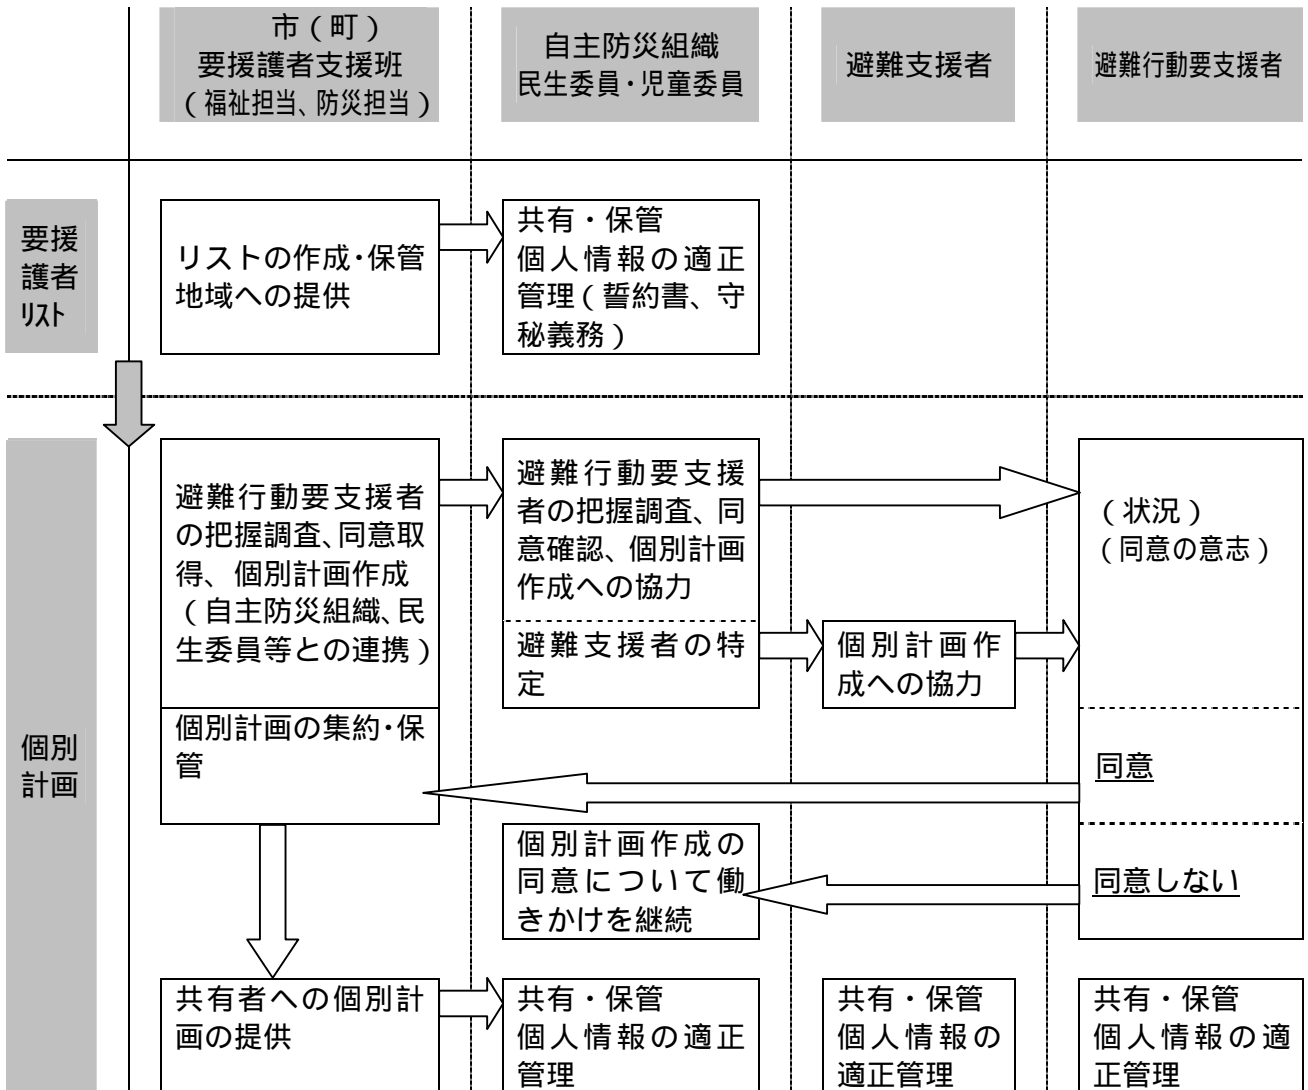 市（町）
要援護者支援班
（福祉担当、防災担当）
自主防災組織
民生委員・児童委員
避難支援者
避難行動要支援者
要援
護者
リスト
リストの作成・保管
地域への提供
共有・保管
個人情報の適正
管理（誓約書、守
秘義務）
個別
計画
避難行動要支援者
の把握調査、同意取
得、個別計画作成
（自主防災組織、民
生委員等との連携）
避難行動要支援
者の把握調査、同
意確認、個別計画
作成への協力
（状況）
（同意の意志）
避難支援者の特
定
個別計画作
成への協力
個別計画の集約・保
管
同意
個別計画作成の
同意について働
きかけを継続
同意しない
共有者への個別計
画の提供
共有・保管
個人情報の適正
管理
共有・保管
個人情報の
適正管理
共有・保管
個人情報の適
正管理